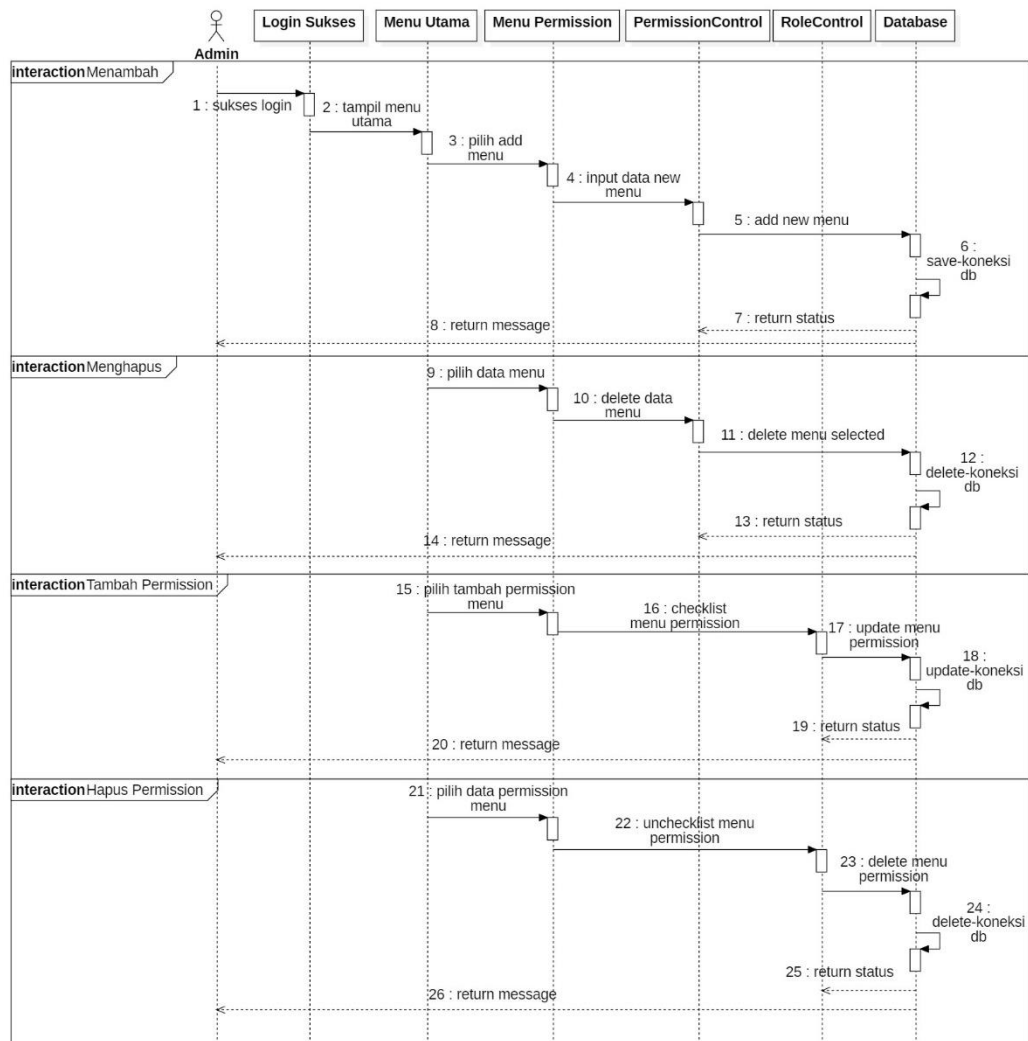 Login Sukses
Menu Utama
Menu Permission
PermissionControl
RoleControl
Database
Admin
interaction Menambah
1 : sukses login
2 : tampil menu
utama
3 : pilih add
menu
4 : input data new
menu
5 : add new menu
6 :
save-koneksi
db
7 : return status
8 : return message
interaction Menghapus
9 : pilih data menu
10 : delete data
menu
11 : delete menu selected
12 :
delete-koneksi
db
13 : return status
14 : return message
interaction Tambah Permission
15 : pilih tambah permission
menu
16 : checklist
menu permission
17 : update menu
permission
18 :
update-koneksi
db
19 : return status
20 : return message
interaction Hapus Permission
21 : pilih data permission
menu
22 : unchecklist menu
permission
23 : delete menu
permission
24 :
delete-koneksi
db
25 : return status
26 : return message